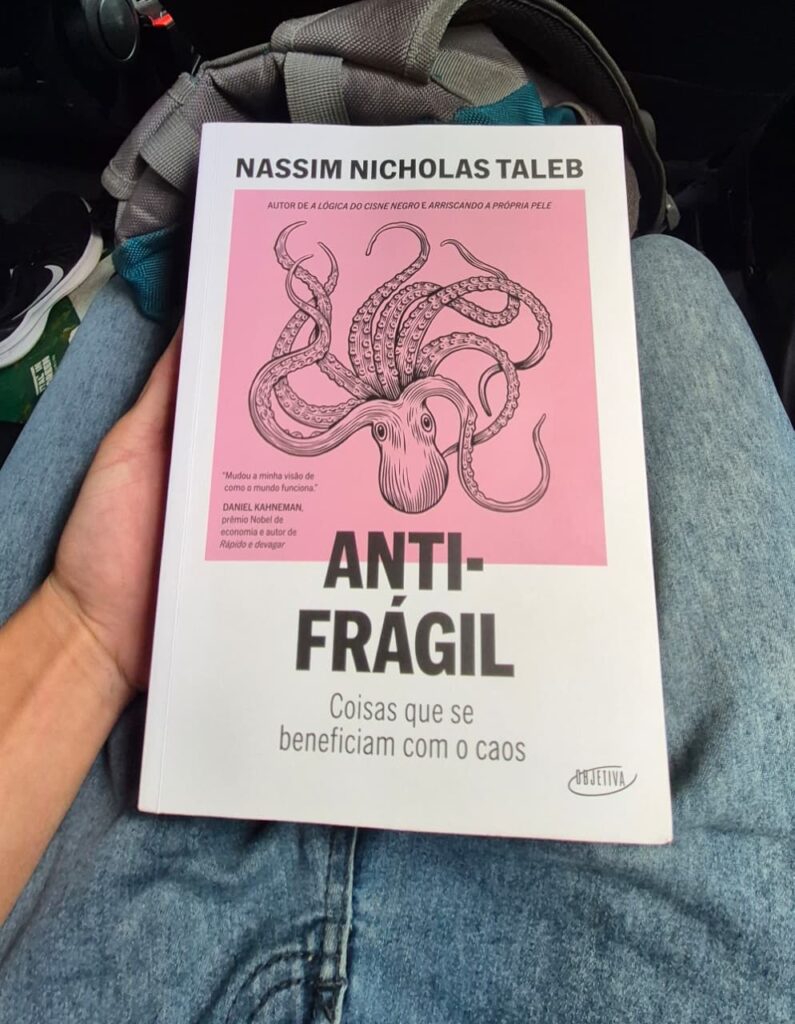 NASSIM NICHOLAS TALEB
AUTOR DE A LÓGICA DO CISNE NEGRO E ARRISCANDO A PRÓPRIA PELE
“Mudou a minha visão de
como o mundo funciona.”
DANIEL KAHNEMAN,
prêmio Nobel de
economia e autor de
Rápido e devagar
ANTI-
FRÁGIL
Coisas que se
beneficiam com o caos
OBJETIVA